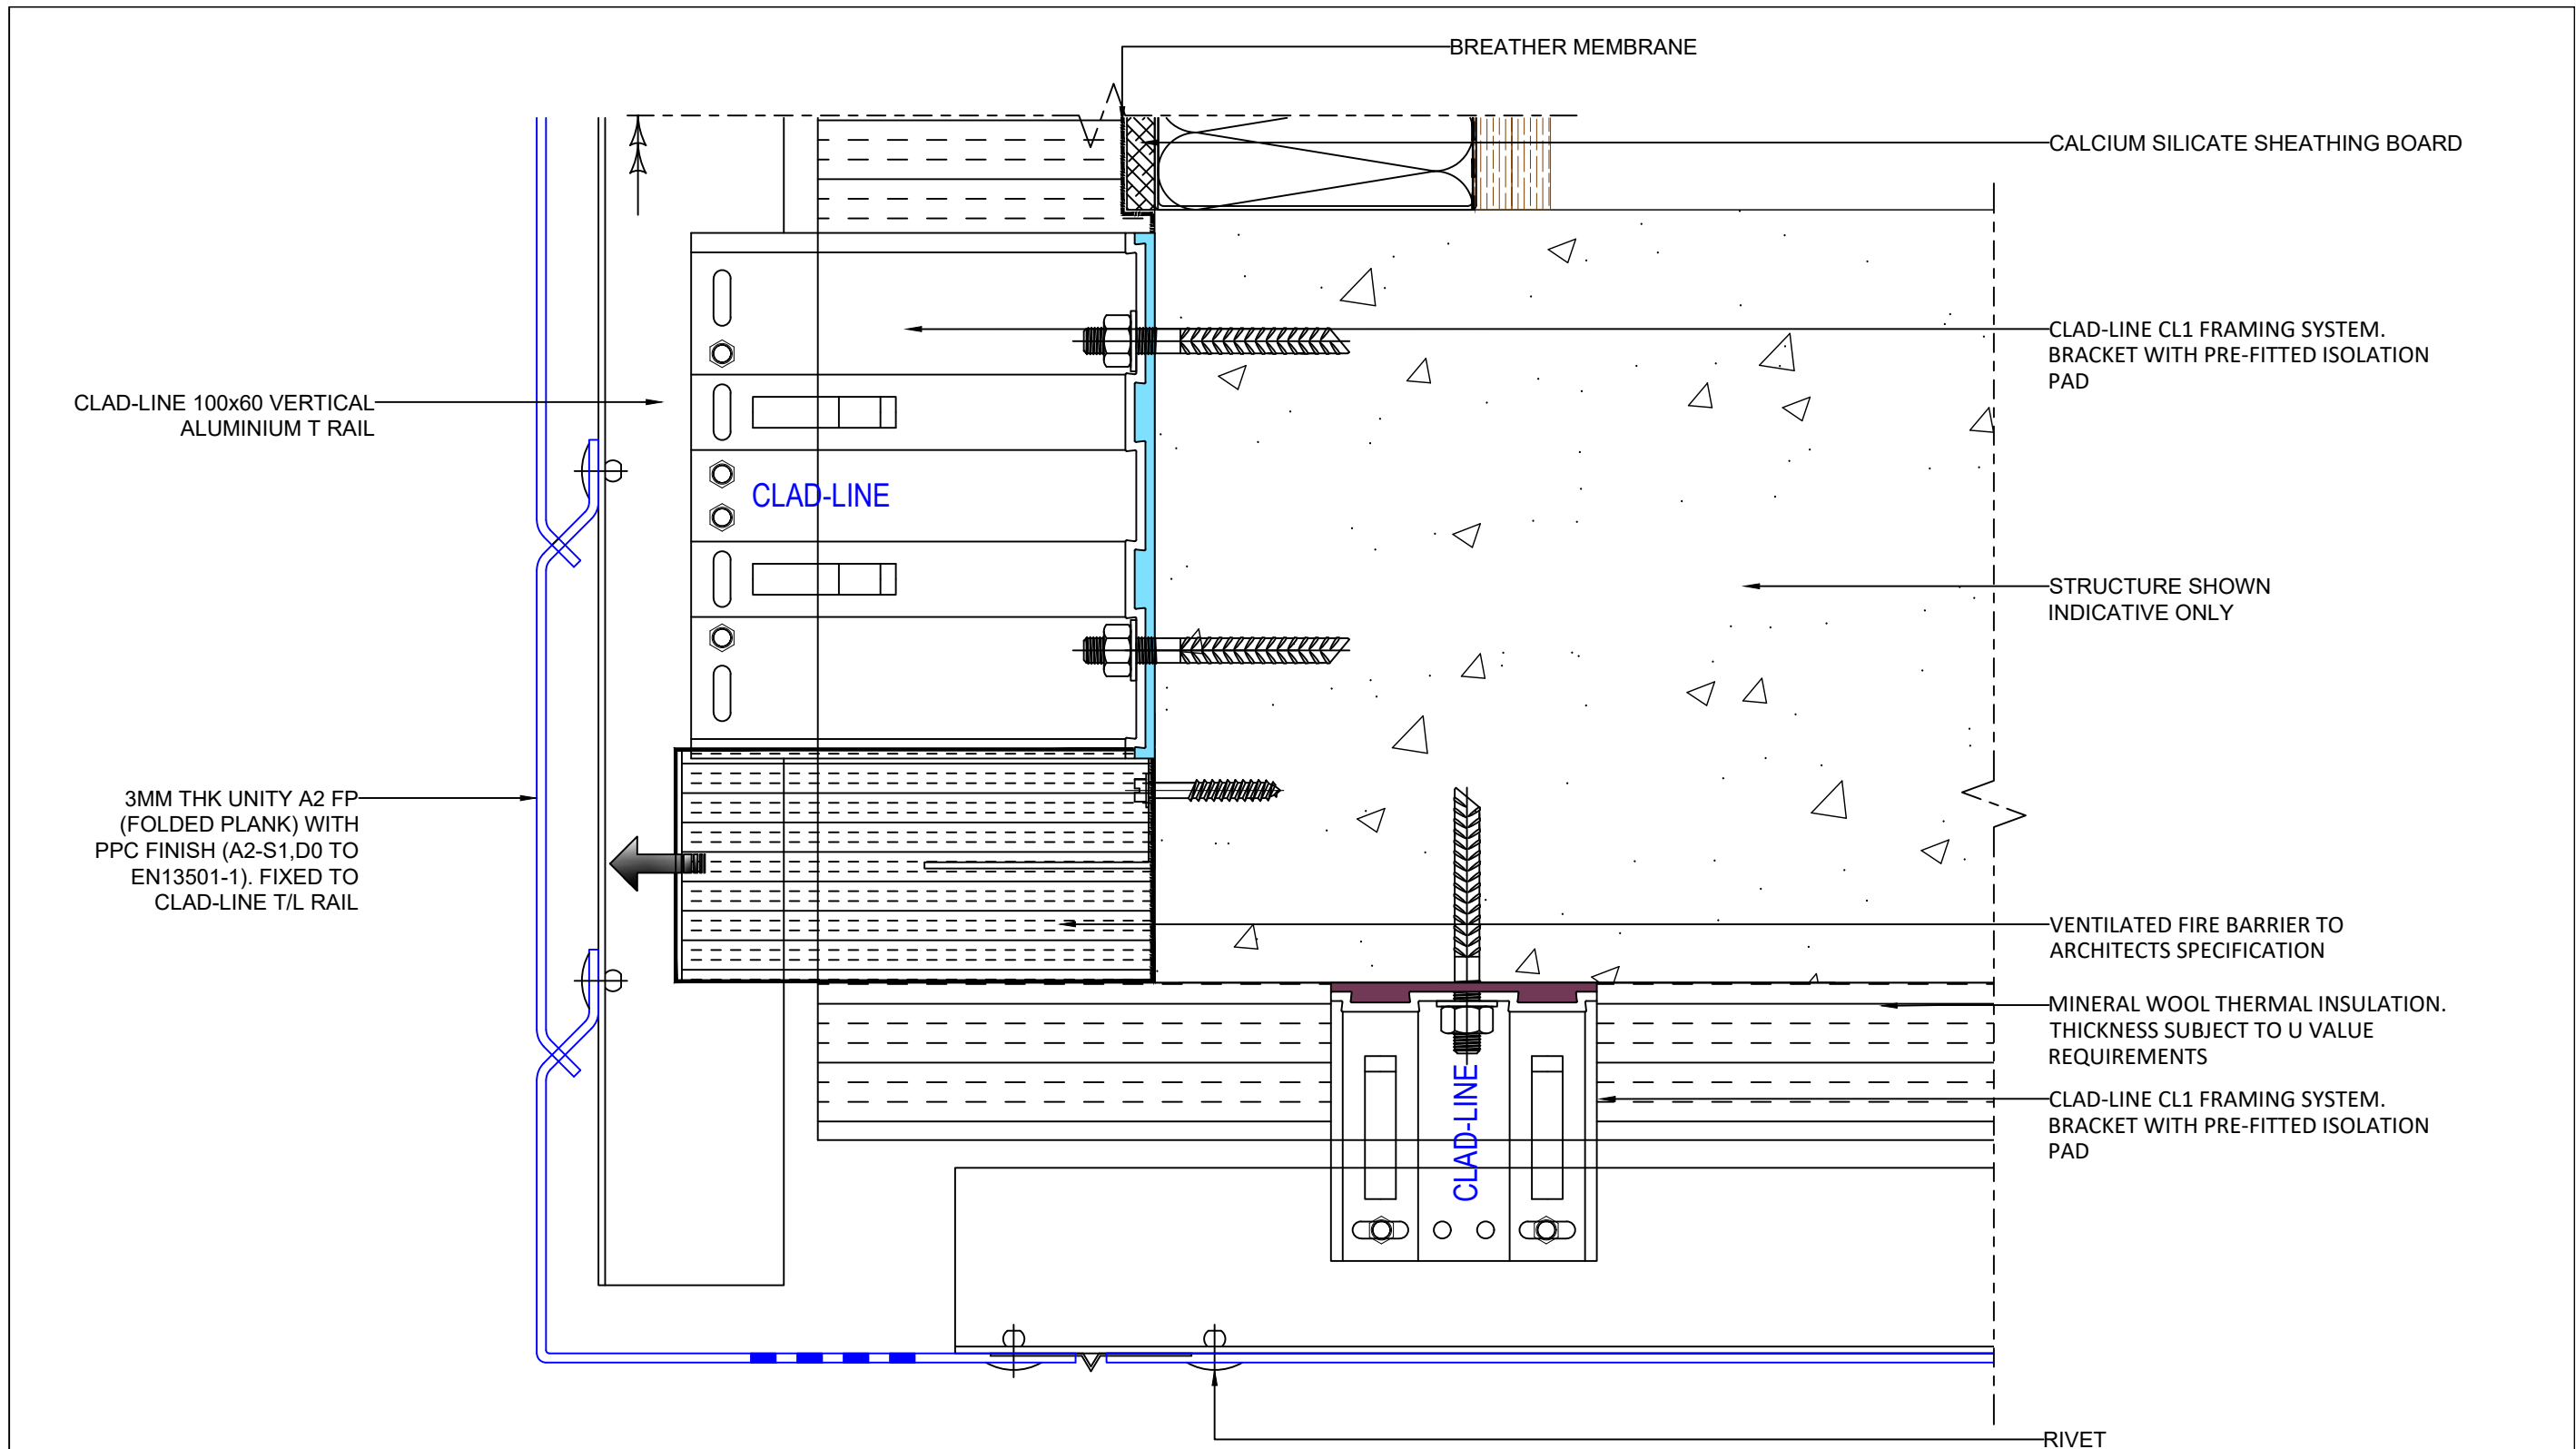 BREATHER MEMBRANE
CALCIUM SILICATE SHEATHING BOARD
CLAD-LINE CL1 FRAMING SYSTEM.
BRACKET WITH PRE-FITTED ISOLATION
PAD
CLAD-LINE 100x60 VERTICAL
ALUMINIUM T RAIL
CLAD-LINE
STRUCTURE SHOWN
INDICATIVE ONLY
3MM THK UNITY A2 FP
(FOLDED PLANK) WITH
PPC FINISH (A2-S1,D0 TO
EN13501-1). FIXED TO
CLAD-LINE T/L RAIL
VENTILATED FIRE BARRIER TO
ARCHITECTS SPECIFICATION
MINERAL WOOL THERMAL INSULATION.
THICKNESS SUBJECT TO U VALUE
REQUIREMENTS
CLAD-LINE CL1 FRAMING SYSTEM.
BRACKET WITH PRE-FITTED ISOLATION
PAD
CLAD-LINE
RIVET